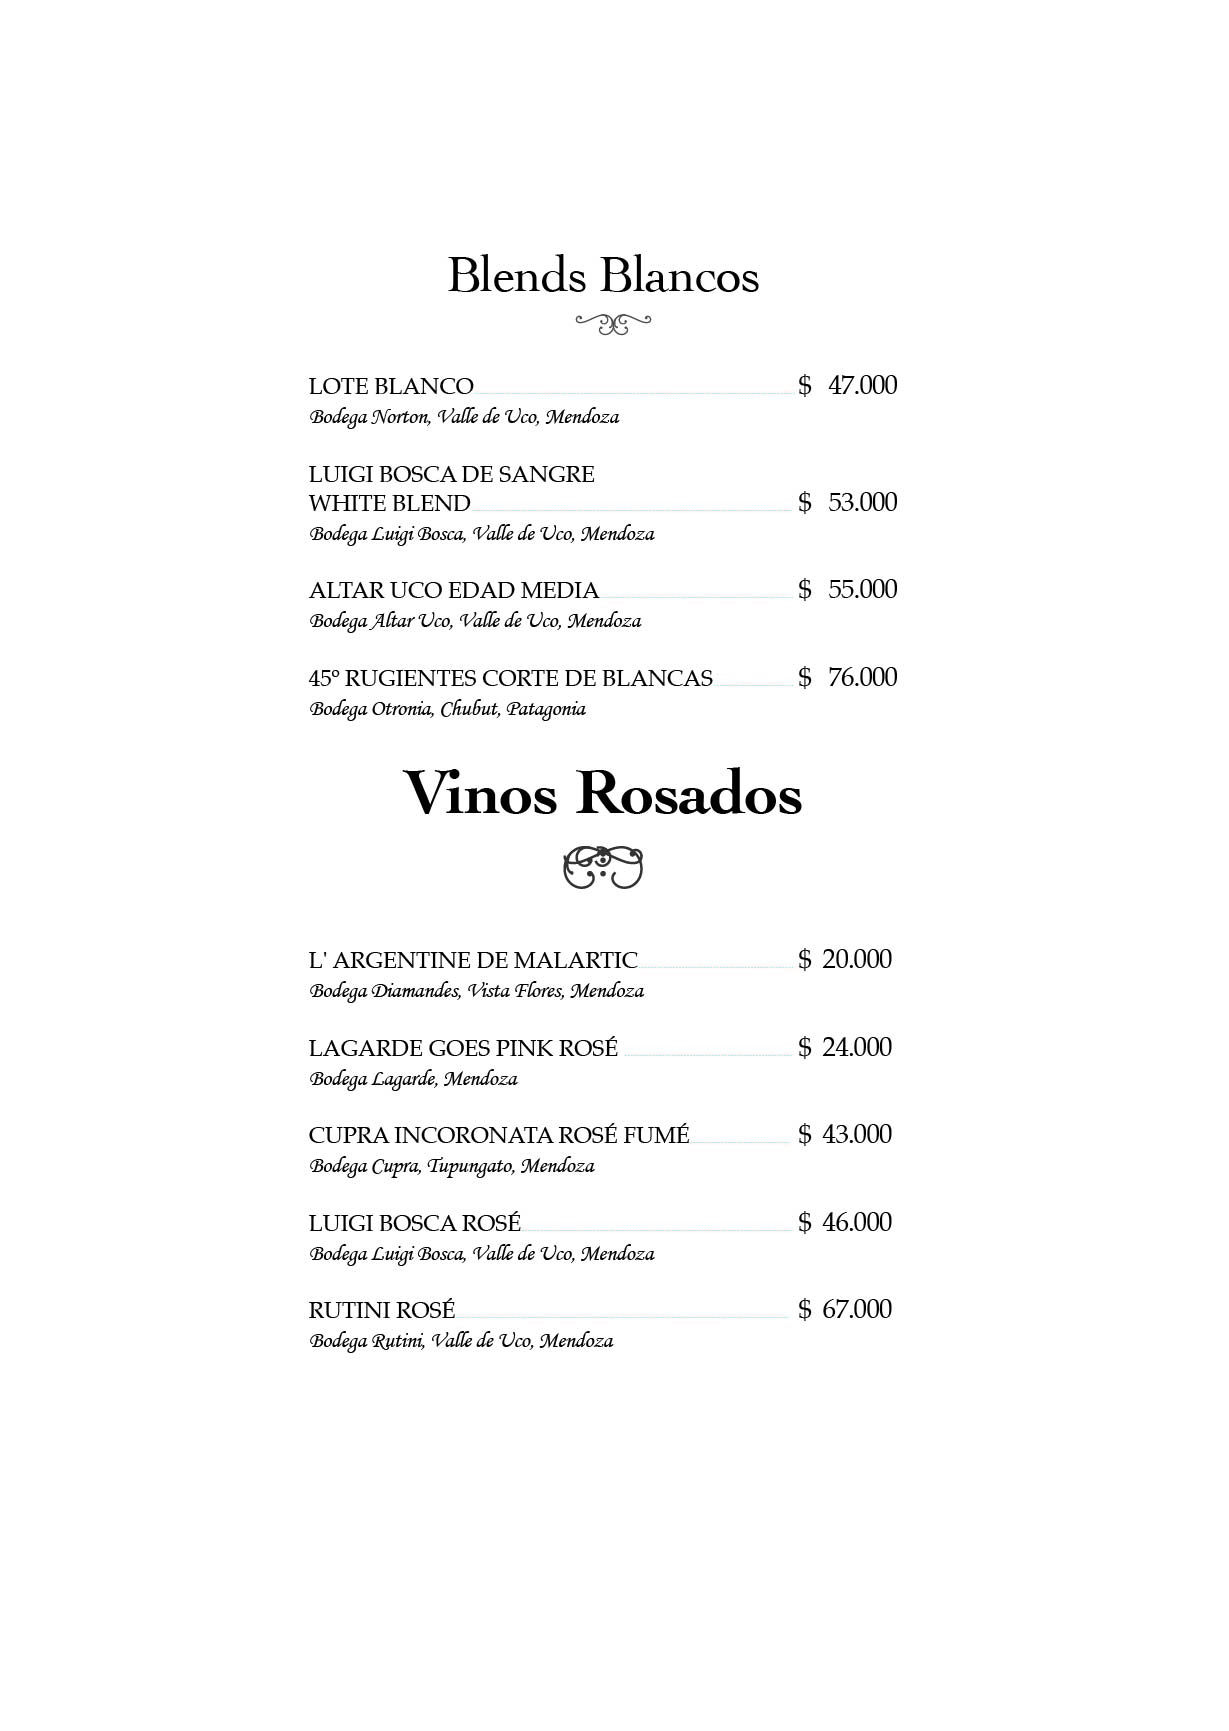 Blends Blancos
LOTE BLANCO $ 47.000
Bodega Norton, Valle de Uco, Mendoza
LUIGI BOSCA DE SANGRE
WHITE BLEND $ 53.000
Bodega Luigi Bosca, Valle de Uco, Mendoza
ALTAR UCO EDAD MEDIA $ 55.000
Bodega Altar Uco, Valle de Uco, Mendoza
45º RUGIENTES CORTE DE BLANCAS $ 76.000
Bodega Otronia, Chubut, Patagonia
Vinos Rosados
L' ARGENTINE DE MALARTIC $ 20.000
Bodega Diamandes, Vista Flores, Mendoza
LAGARDE GOES PINK ROSÉ $ 24.000
Bodega Lagarde, Mendoza
CUPRA INCORONATA ROSÉ FUMÉ $ 43.000
Bodega Cupra, Tupungato, Mendoza
LUIGI BOSCA ROSÉ $ 46.000
Bodega Luigi Bosca, Valle de Uco, Mendoza
RUTINI ROSÉ $ 67.000
Bodega Rutini, Valle de Uco, Mendoza